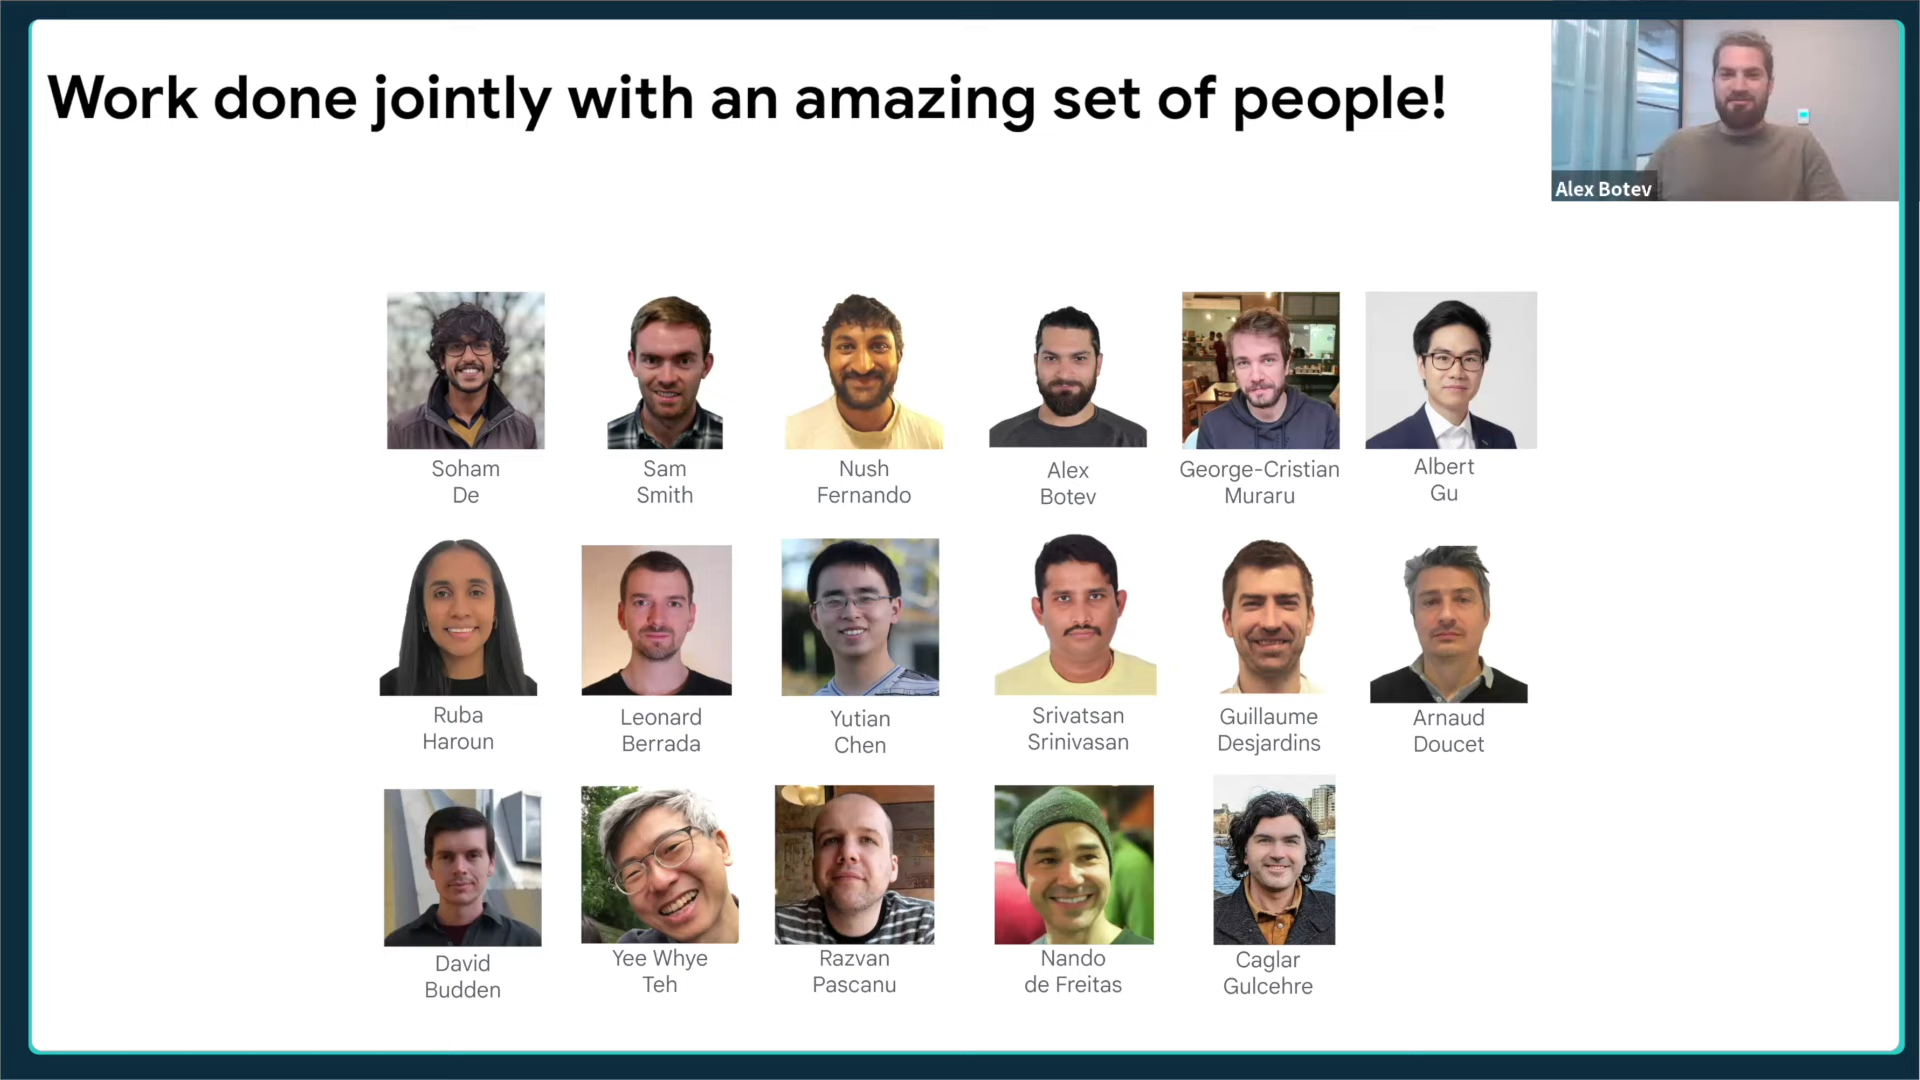 Work done jointly with an amazing set of people!
Alex Botev
Soham
De
Sam
Smith
Nush
Fernando
Alex
Botev
George-Cristian
Muraru
Albert
Gu
Ruba
Haroun
Leonard
Berrada
Yutian
Chen
Srivatsan
Srinivasan
Guillaume
Desjardins
Arnaud
Doucet
David
Budden
Yee Whye
Teh
Razvan
Pascanu
Nando
de Freitas
Caglar
Gulcehre